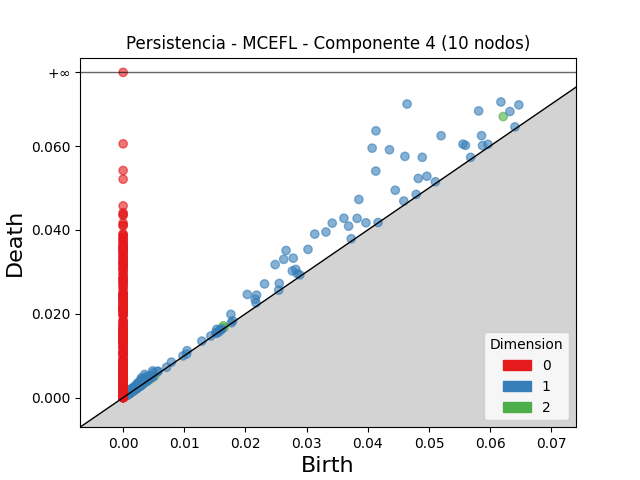 Persistencia - MCEFL - Componente 4 (10 nodos)
+∞
0.060
0.040
0.020
0.000
Death
0.00 0.01 0.02 0.03 0.04 0.05 0.06 0.07
Birth
Dimension
0
1
2